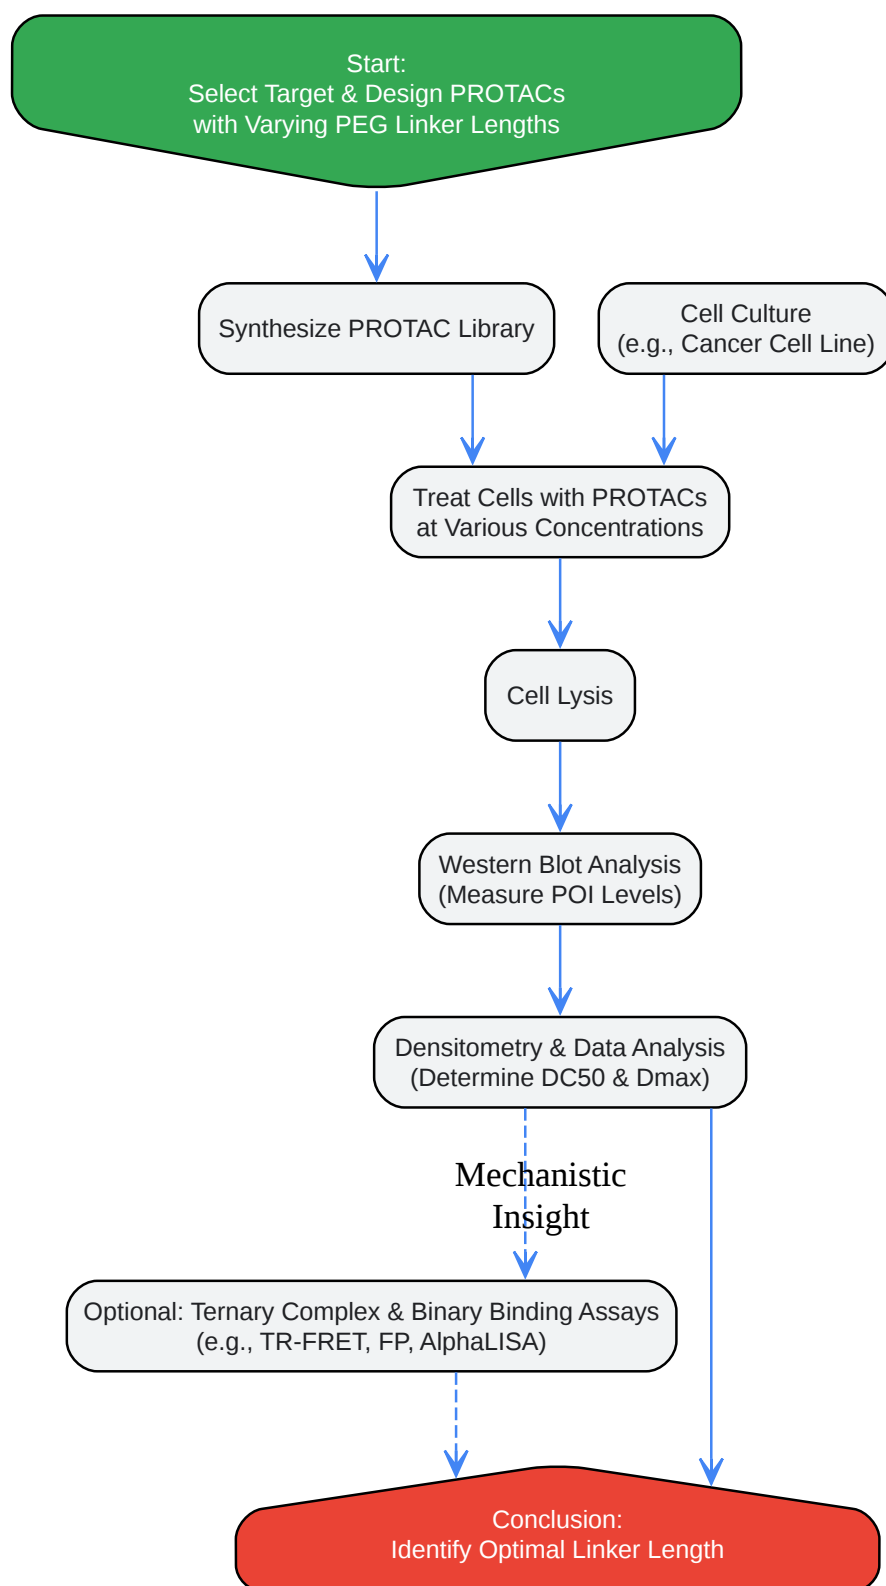 Start:
Select Target & Design PROTACs
with Varying PEG Linker Lengths
Synthesize PROTAC Library
Cell Culture
(e.g., Cancer Cell Line)
Treat Cells with PROTACs
at Various Concentrations
Cell Lysis
Western Blot Analysis
(Measure POI Levels)
Densitometry & Data Analysis
(Determine DC50 & Dmax)
Mechanistic
Insight
Optional: Ternary Complex & Binary Binding Assays
(e.g., TR-FRET, FP, AlphaLISA)
Conclusion:
Identify Optimal Linker Length